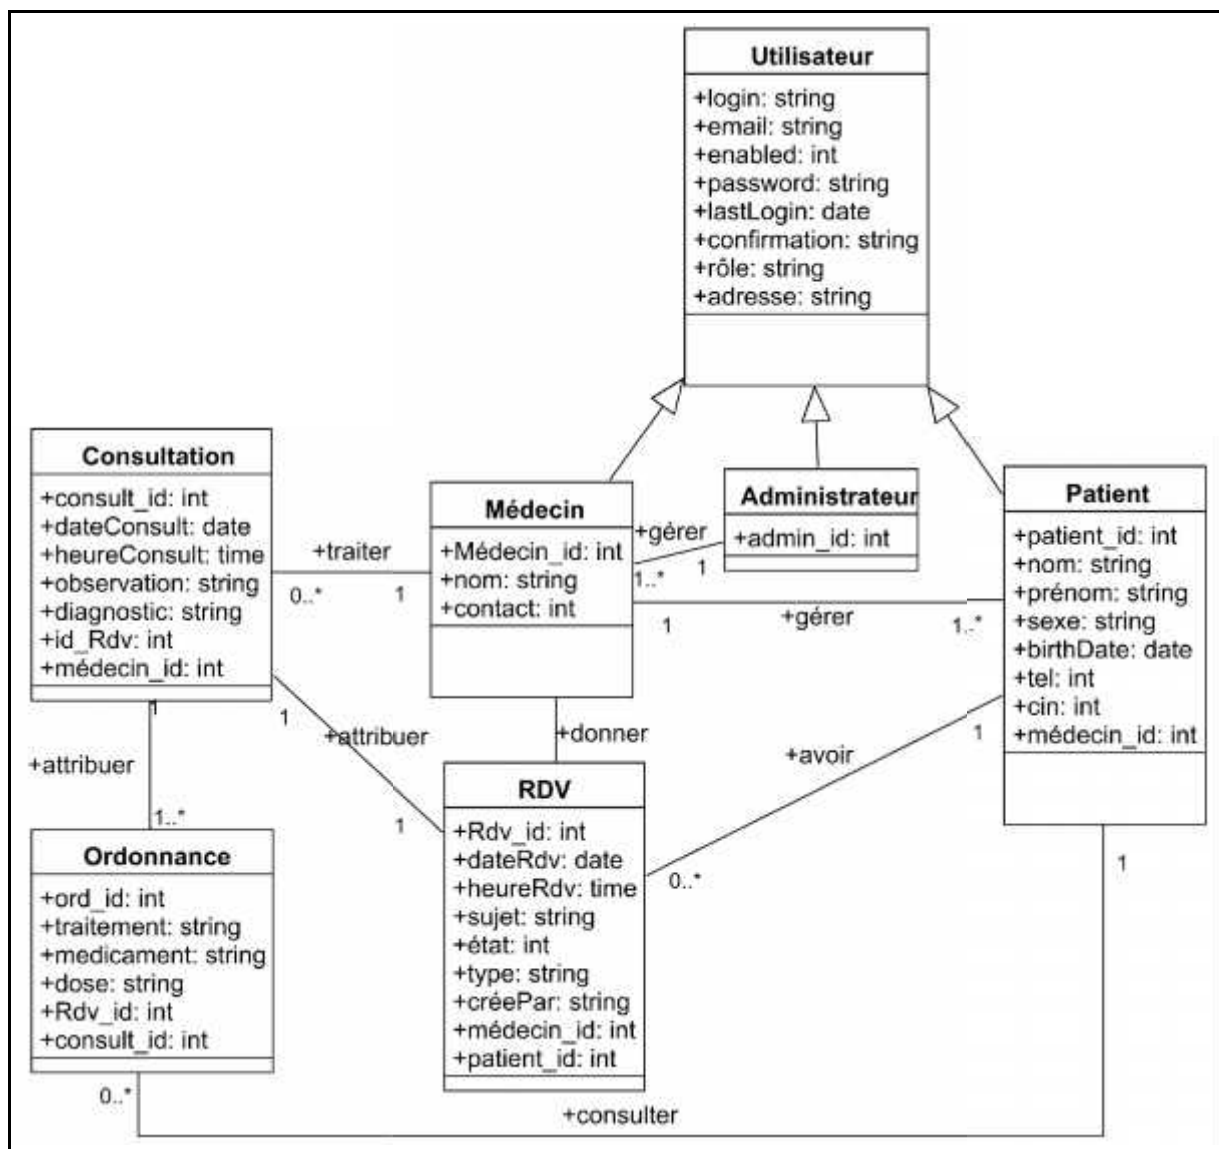 Utilisateur
+login: string
+email: string
+enabled: int
+password: string
+lastLogin: date
+confirmation: string
+rôle: string
+adresse: string
Consultation
+consult_id: int
+dateConsult: date
+heureConsult: time
+observation: string
+diagnostic: string
+id_Rdv: int
+médecin_id: int
+traiter
0..*
1
Médecin
+Médecin_id: int
+nom: string
+contact: int
+gérer
1..*
1
Administrateur
+admin_id: int
Patient
+patient_id: int
+nom: string
+prénom: string
+sexe: string
+birthDate: date
+tel: int
+cin: int
+médecin_id: int
1
+gérer
1..*
1
+attribuer
1..*
1
+attribuer
1
+donner
+avoir
1
0..*
RDV
+Rdv_id: int
+dateRdv: date
+heureRdv: time
+sujet: string
+état: int
+type: string
+créePar: string
+médecin_id: int
+patient_id: int
Ordonnance
+ord_id: int
+traitement: string
+medicament: string
+dose: string
+Rdv_id: int
+consult_id: int
1
0..*
+consulter